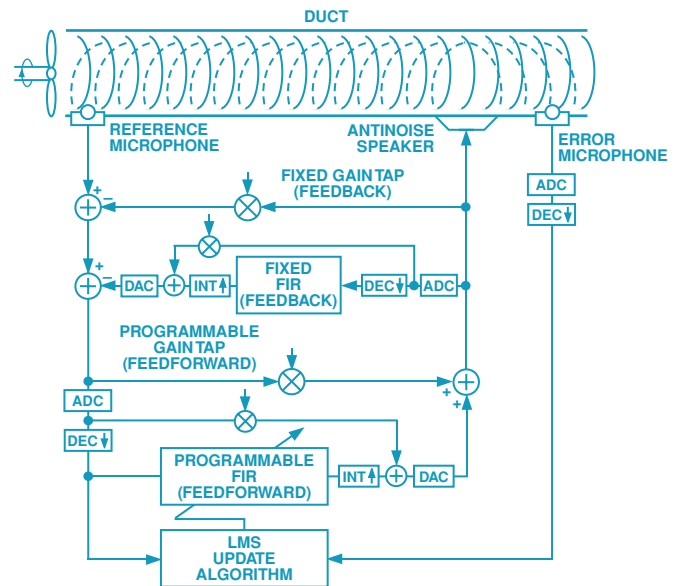 DUCT
REFERENCE
MICROPHONE
ANTINOISE
SPEAKER
ERROR
MICROPHONE
FIXED GAIN TAP
(FEEDBACK)
ADC
DEC↓
+
−
+
−
DAC
+
INT↑
FIXED
FIR
(FEEDBACK)
DEC↓
ADC
PROGRAMMABLE
GAIN TAP
(FEEDFORWARD)
+
+
ADC
DEC↓
PROGRAMMABLE
FIR
(FEEDFORWARD)
INT↑
+
DAC
LMS
UPDATE
ALGORITHM